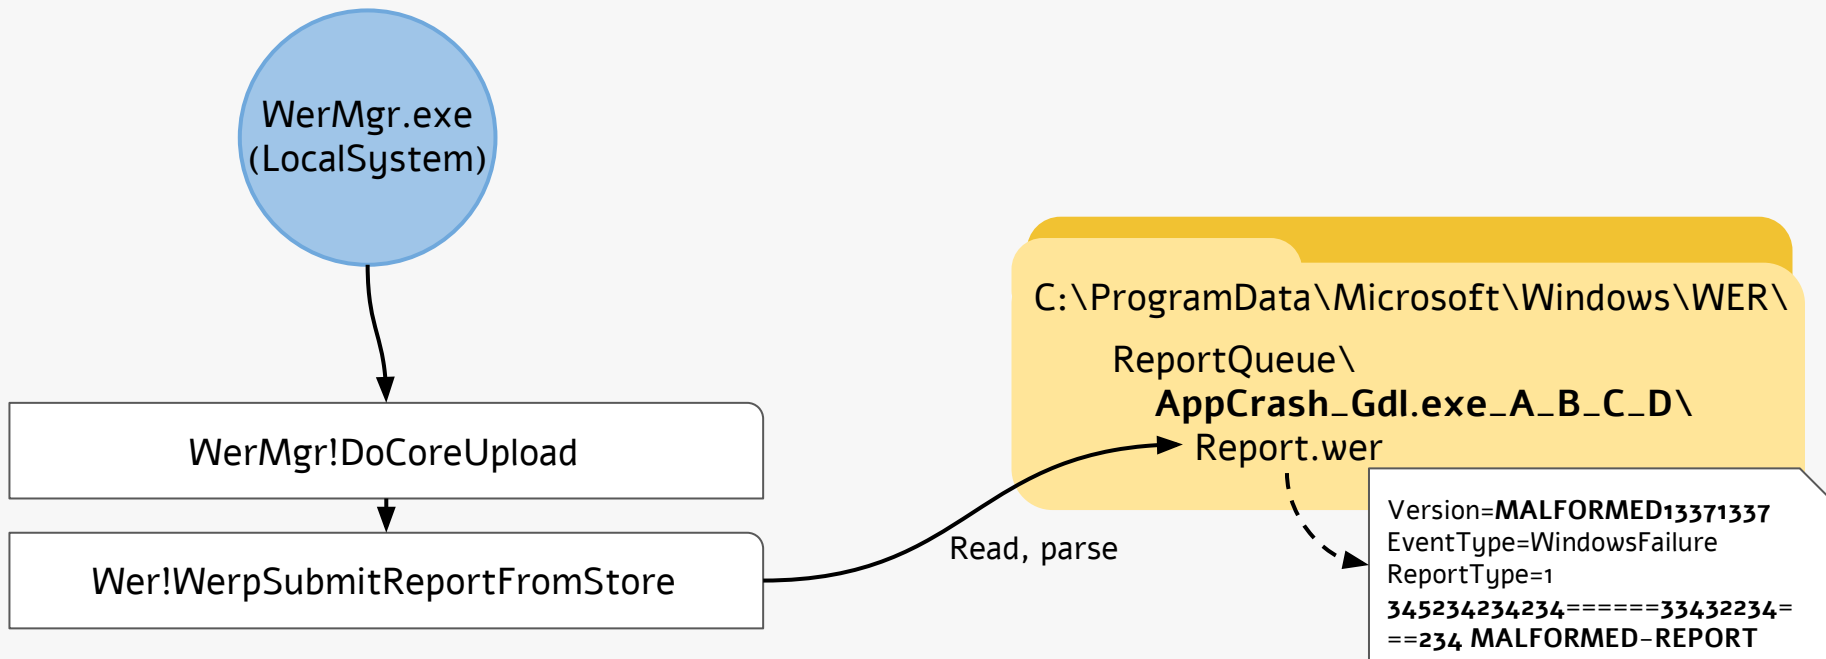 WerMgr.exe
(LocalSystem)
WerMgr!DoCoreUpload
Wer!WerpSubmitReportFromStore
Read, parse
C:\ProgramData\Microsoft\Windows\WER\
ReportQueue\
AppCrash_Gdl.exe_A_B_C_D\
Report.wer
Version=MALFORMED13371337
EventType=WindowsFailure
ReportType=1
345234234234======33432234=
==234 MALFORMED-REPORT